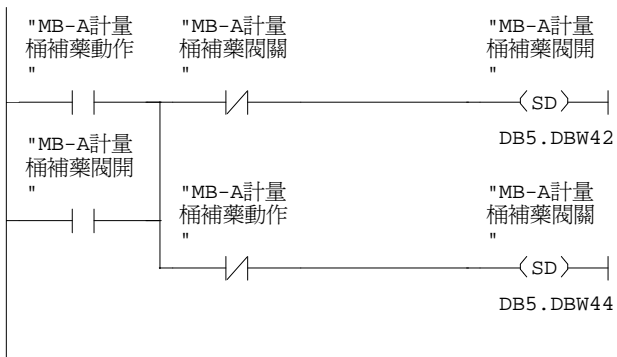 "MB-A計量
桶補藥動作
"
"MB-A計量
桶補藥閥關
"
"MB-A計量
桶補藥閥開
"
SD
DB5.DBW42
"MB-A計量
桶補藥閥開
"
"MB-A計量
桶補藥動作
"
"MB-A計量
桶補藥閥關
"
SD
DB5.DBW44